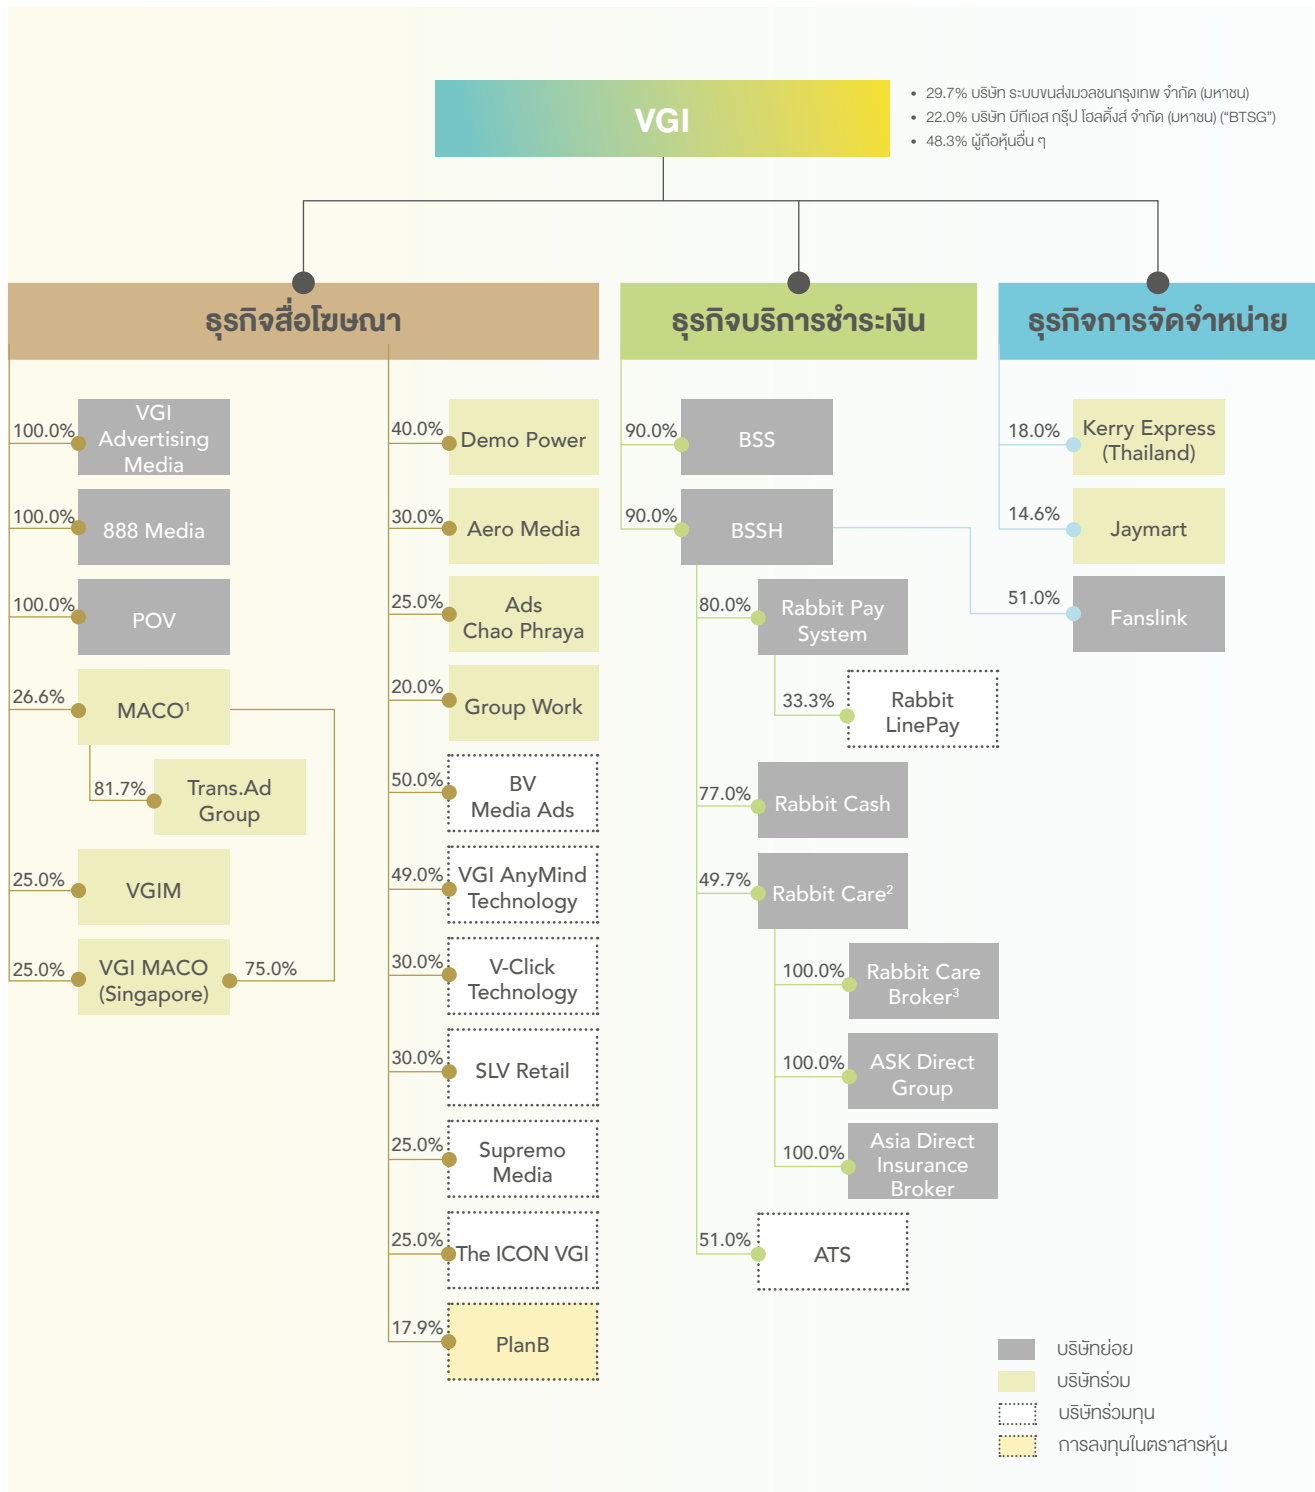 VGI
• 29.7% บริษัท ระบบขนส่งมวลชนกรุงเทพ จำกัด (มหาชน)
• 22.0% บริษัท บีทีเอส กรุ๊ป โฮลดิ้งส์ จำกัด (มหาชน) (“BTSG”)
• 48.3% ผู้ถือหุ้นอื่น ๆ
ธุรกิจสื่อโฆษณา
100.0%
VGI
Advertising
Media
100.0%
888 Media
100.0%
POV
26.6%
MACO¹
81.7%
Trans.Ad
Group
25.0%
VGIM
25.0%
VGI MACO
(Singapore)
75.0%
40.0%
Demo Power
30.0%
Aero Media
25.0%
Ads
Chao Phraya
20.0%
Group Work
50.0%
BV
Media Ads
49.0%
VGI AnyMind
Technology
30.0%
V-Click
Technology
30.0%
SLV Retail
25.0%
Supremo
Media
25.0%
The ICON VGI
17.9%
PlanB
ธุรกิจบริการชำระเงิน
90.0%
BSS
90.0%
BSSH
80.0%
Rabbit Pay
System
33.3%
Rabbit
LinePay
77.0%
Rabbit Cash
49.7%
Rabbit Care²
100.0%
Rabbit Care
Broker³
100.0%
ASK Direct
Group
100.0%
Asia Direct
Insurance
Broker
51.0%
ATS
ธุรกิจการจัดจำหน่าย
18.0%
Kerry Express
(Thailand)
14.6%
Jaymart
51.0%
Fanslink
บริษัทย่อย
บริษัทร่วม
บริษัทร่วมทุน
การลงทุนในตราสารหุ้น